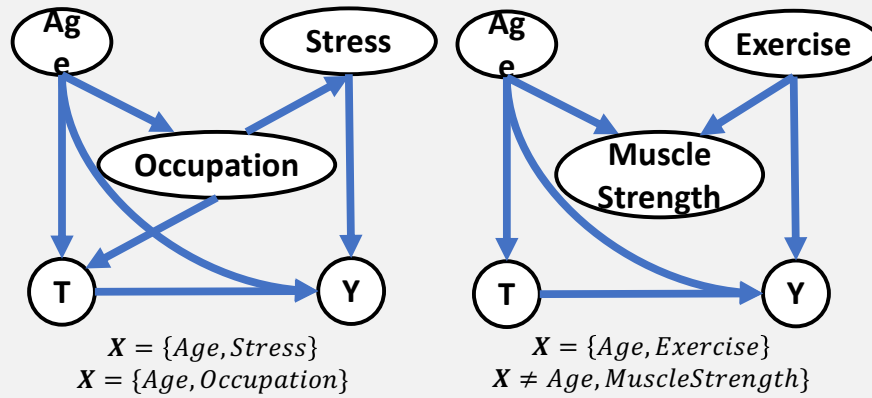 Ag
e
Stress
Occupation
T
Y
X = {Age, Stress}
X = {Age, Occupation}
Ag
e
Exercise
Muscle
Strength
T
Y
X = {Age, Exercise}
X ≠ Age, MuscleStrength}